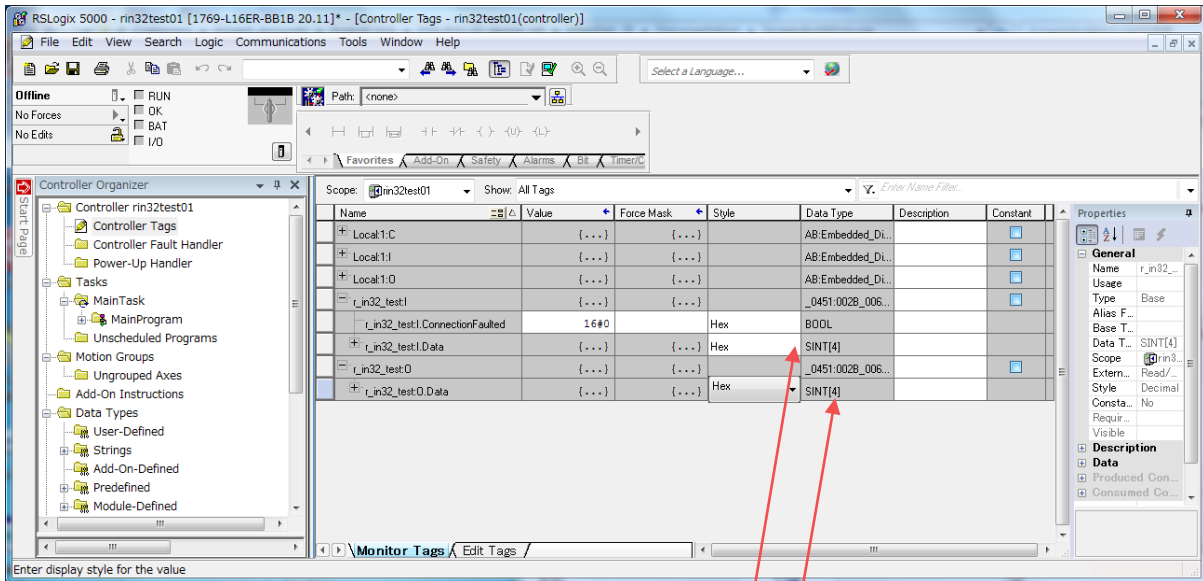 RSLogix 5000 - rin32test01 [1769-L16ER-BB1B 20.11]* - [Controller Tags - rin32test01(controller)]
File Edit View Search Logic Communications Tools Window Help
Select a Language...
Offline
RUN
No Forces
OK
No Edits
BAT
I/O
Path: <none>
Favorites Add-On Safety Alarms Bit Timer/C
Start Page
Controller Organizer
Controller rin32test01
Controller Tags
Controller Fault Handler
Power-Up Handler
Tasks
MainTask
MainProgram
Unscheduled Programs
Motion Groups
Ungrouped Axes
Add-On Instructions
Data Types
User-Defined
Strings
Add-On-Defined
Predefined
Module-Defined
Scope: rin32test01 Show: All Tags
Enter Name Filter...
Name Value Force Mask Style Data Type Description Constant
Local:1:C {...} {...} AB:Embedded_Di...
Local:1:I {...} {...} AB:Embedded_Di...
Local:1:O {...} {...} AB:Embedded_Di...
r_in32_test:I {...} {...} _0451:002B_006...
r_in32_test:I.ConnectionFaulted 16#0 Hex BOOL
r_in32_test:I.Data {...} {...} Hex SINT[4]
r_in32_test:O {...} {...} _0451:002B_006...
r_in32_test:O.Data {...} {...} Hex SINT[4]
Monitor Tags Edit Tags
Properties
General
Name r_in32_...
Usage
Type Base
Alias F...
Base T...
Data T... SINT[4]
Scope rin3...
Extern... Read/...
Style Decimal
Consta... No
Requir...
Visible
Description
Data
Produced Con...
Consumed Co...
Enter display style for the value